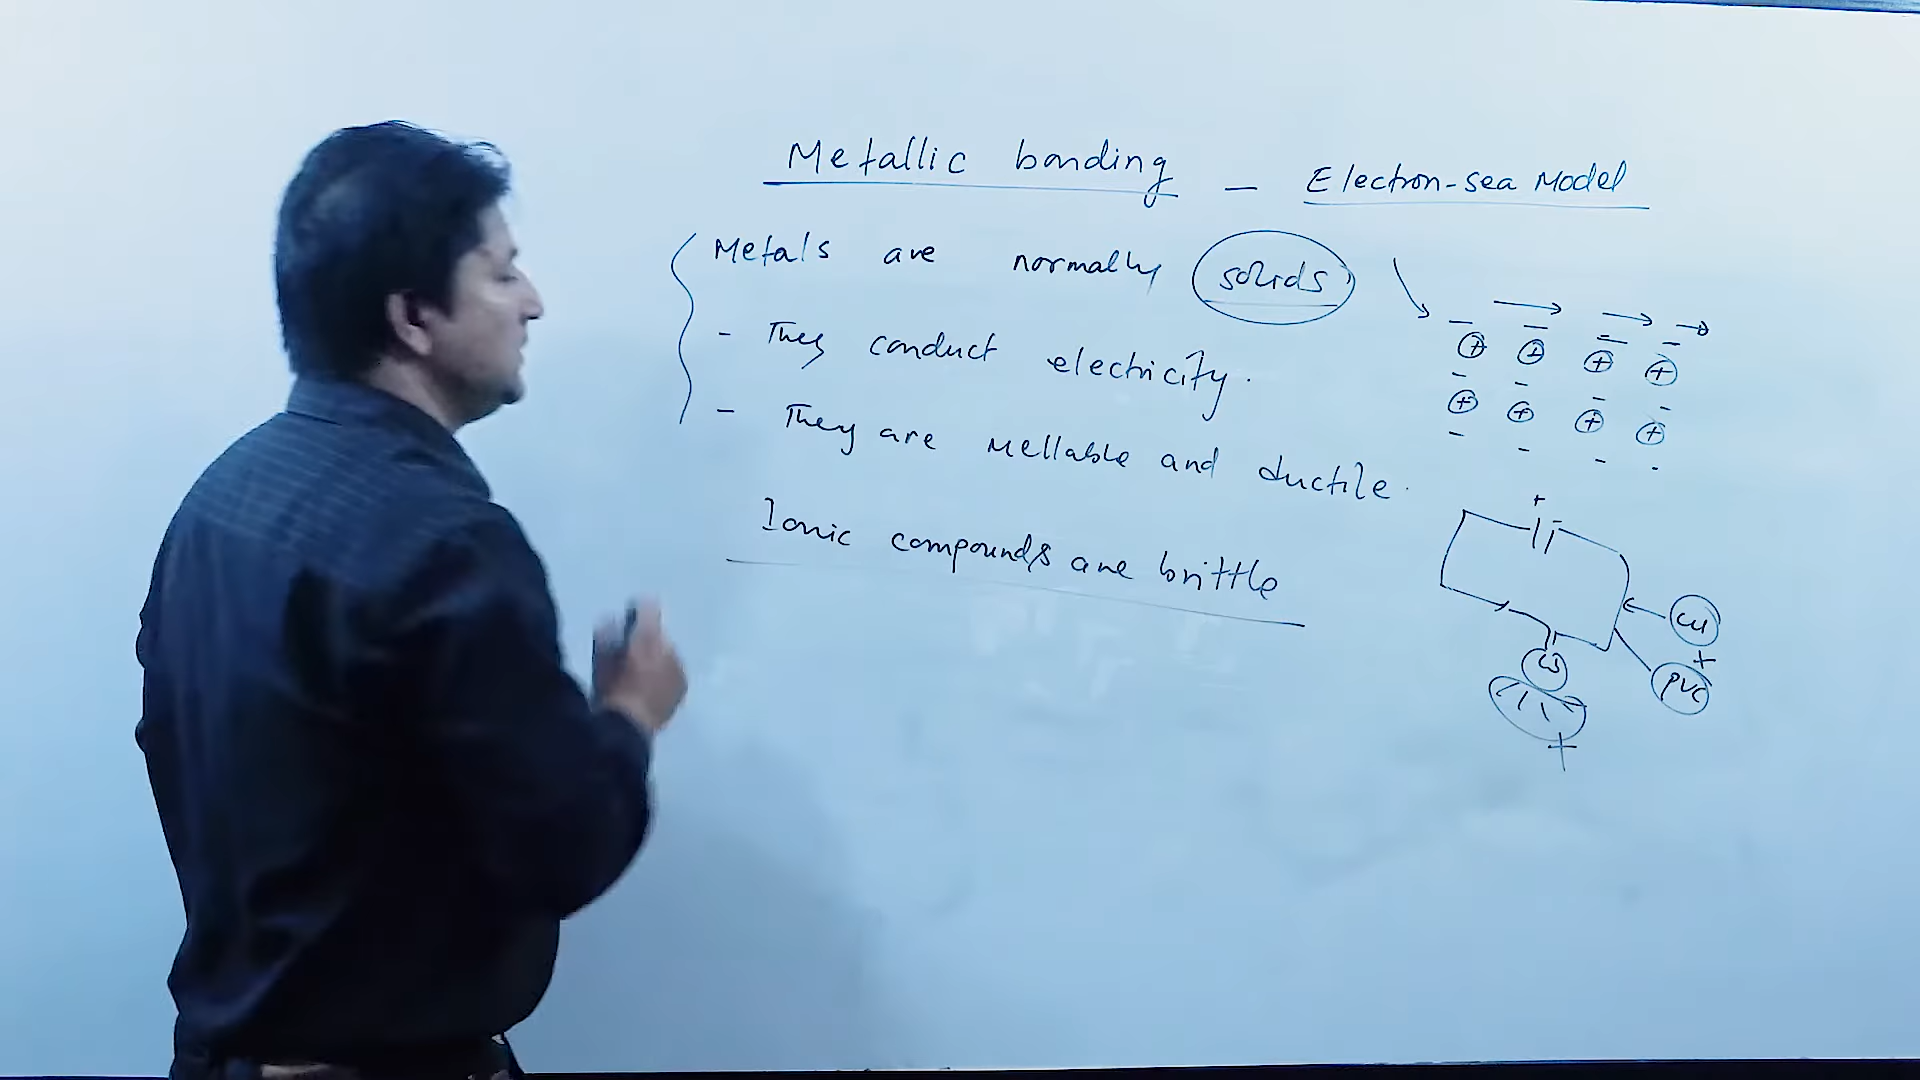 Metallic bonding – Electron-sea Model
Metals are normally solids
- They conduct electricity.
- They are Mellable and ductile.
Ionic compounds are brittle
+ -
Cu
+
PVC
+